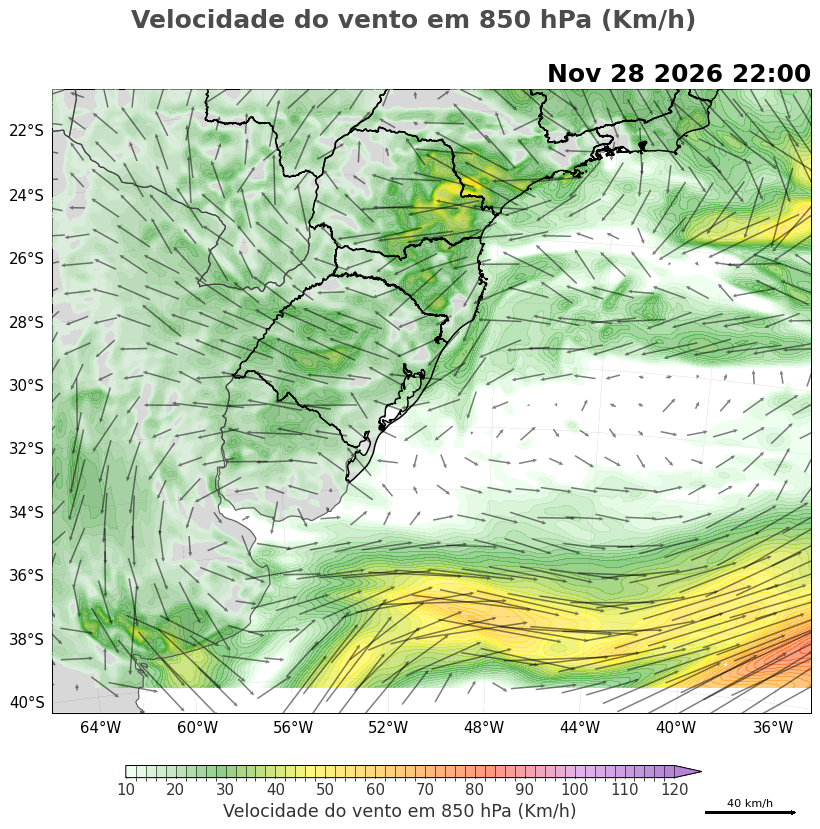 Velocidade do vento em 850 hPa (Km/h)
Nov 28 2026 22:00
22°S
24°S
26°S
28°S
30°S
32°S
34°S
36°S
38°S
40°S
64°W 60°W 56°W 52°W 48°W 44°W 40°W 36°W
10 20 30 40 50 60 70 80 90 100 110 120
Velocidade do vento em 850 hPa (Km/h)
40 km/h